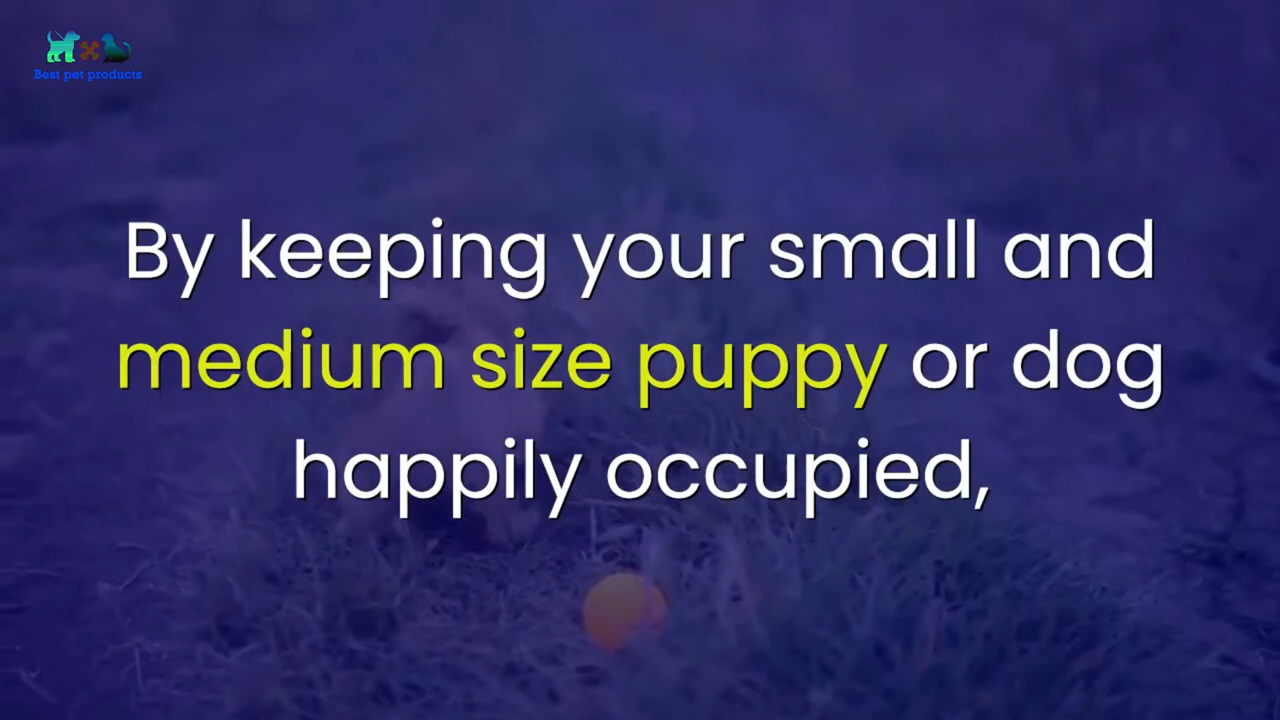 Best pet products
By keeping your small and
medium size puppy or dog
happily occupied,